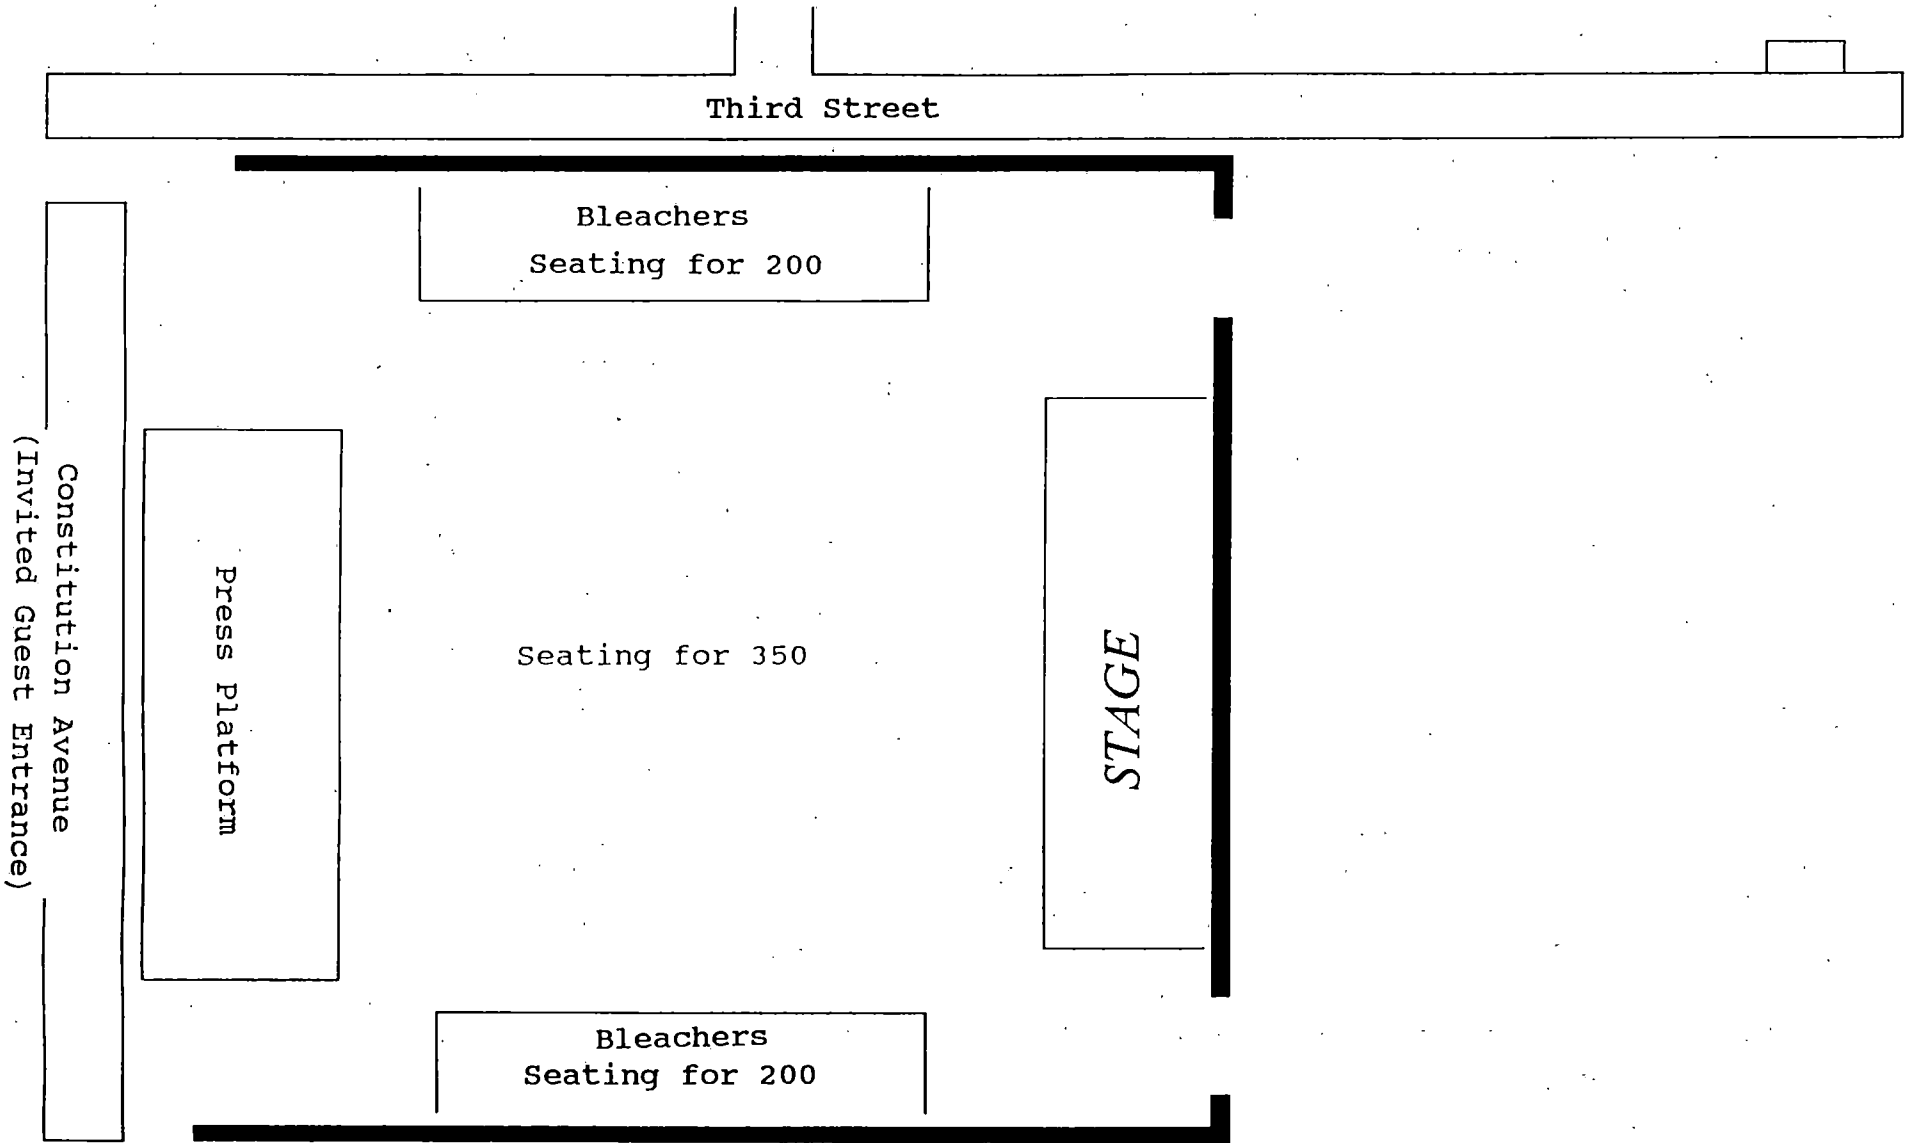 Third Street
Bleachers
Seating for 200
Constitution Avenue
(Invited Guest Entrance)
Press Platform
Seating for 350
STAGE
Bleachers
Seating for 200